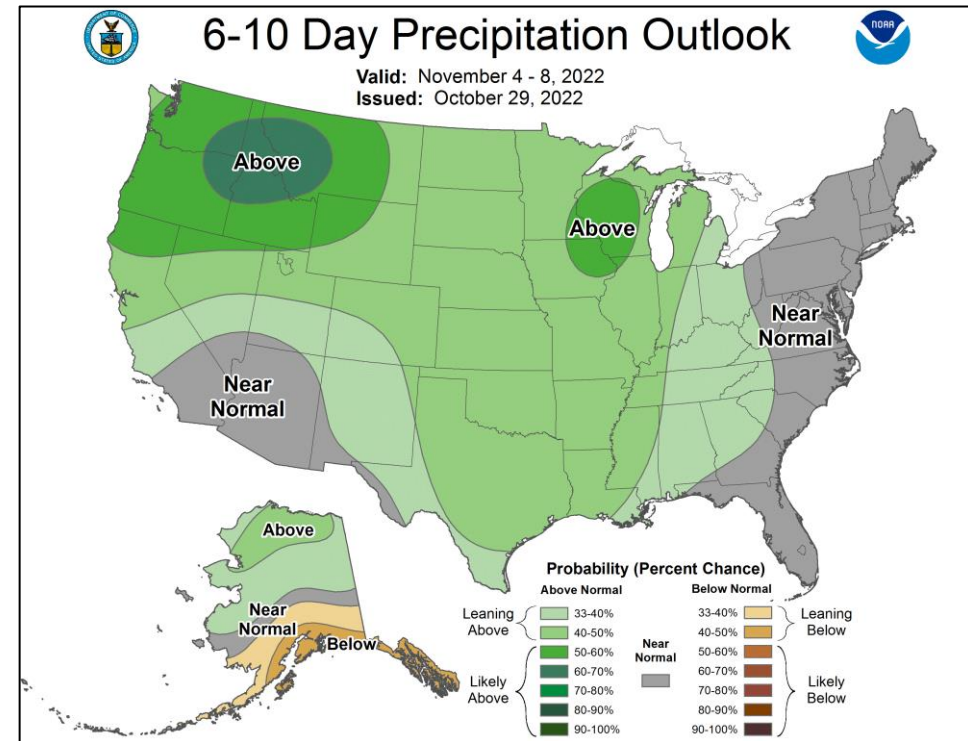 6-10 Day Precipitation Outlook
NOAA
Valid: November 4 - 8, 2022
Issued: October 29, 2022
Above
Above
Near
Normal
Near
Normal
Above
Near
Normal
Below
Probability (Percent Chance)
Above Normal
Below Normal
Leaning
Above
33-40%
40-50%
Likely
Above
50-60%
60-70%
70-80%
80-90%
90-100%
Near
Normal
33-40%
40-50%
Leaning
Below
50-60%
60-70%
70-80%
80-90%
90-100%
Likely
Below